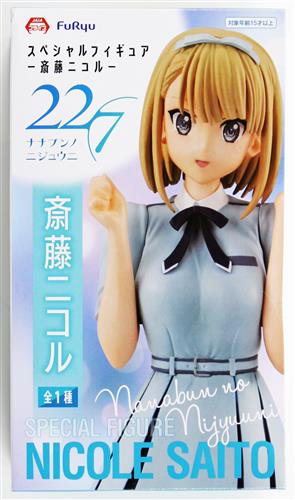 JAIA
FuRyu
対象年齢15才以上
スペシャルフィギュア
ー斎藤ニコルー
22/7
ナナブンノ
ニジュウニ
斎藤ニコル
全1種
Nanabun no
Nijyuuni
SPECIAL FIGURE
NICOLE SAITO